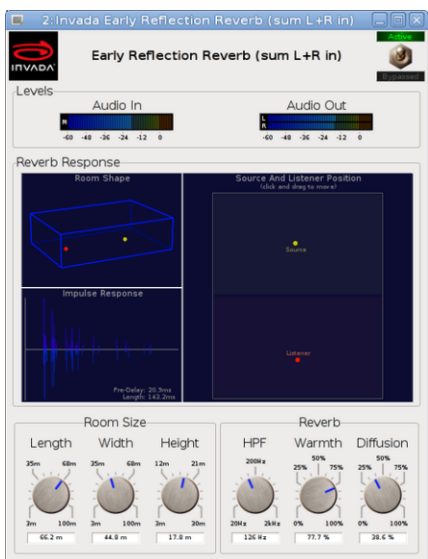 2: Invada Early Reflection Reverb (sum L+R in)
INVADA
Early Reflection Reverb (sum L+R in)
Active
Bypassed
Levels
Audio In
Audio Out
M
L
R
-60 -48 -36 -24 -12 0
-60 -48 -36 -24 -12 0
Reverb Response
Room Shape
Source And Listener Position
(click and drag to move)
Source
Impulse Response
Listener
Pre-Delay: 20.5ms
Length: 143.2ms
Room Size
Reverb
Length
Width
Height
HPF
Warmth
Diffusion
35m 68m
35m 68m
12m 21m
200Hz
25% 50% 75%
25% 50% 75%
3m 100m
3m 100m
3m 30m
20Hz 2kHz
0% 100%
0% 100%
66.2 m
44.8 m
17.8 m
126 Hz
77.7 %
38.6 %